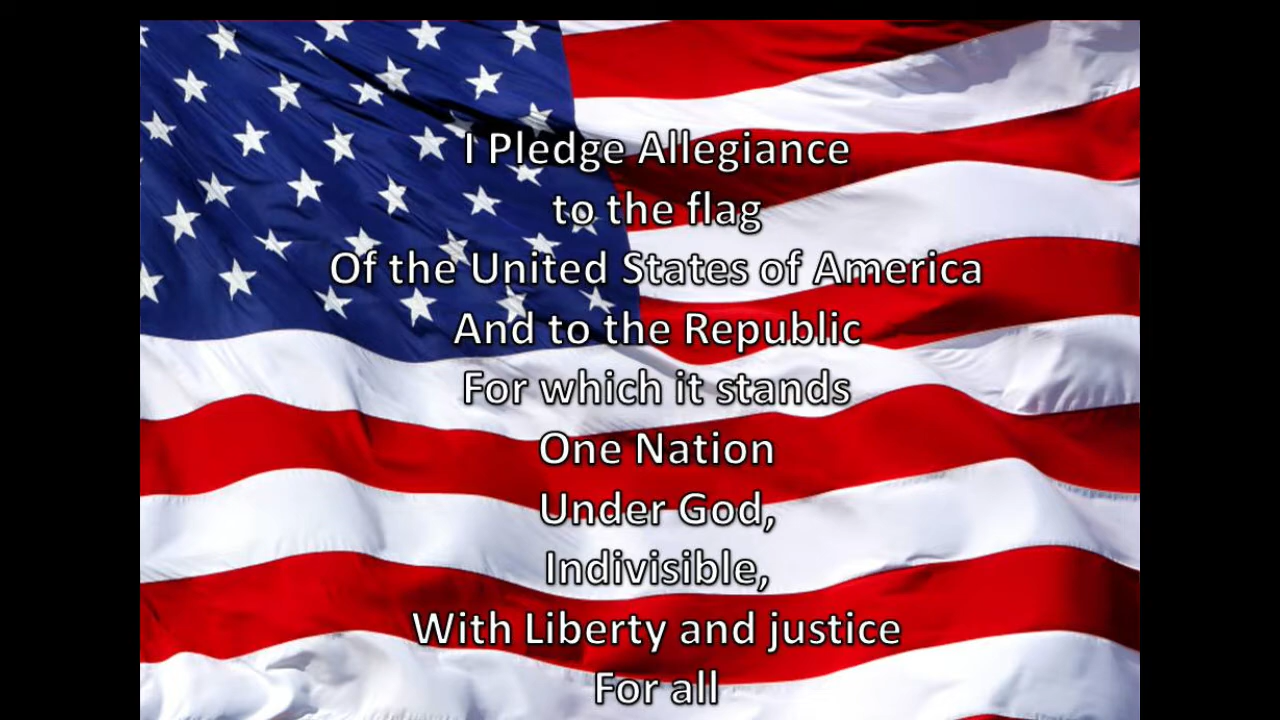 I Pledge Allegiance
to the flag
Of the United States of America
And to the Republic
For which it stands
One Nation
Under God,
Indivisible,
With Liberty and justice
For all